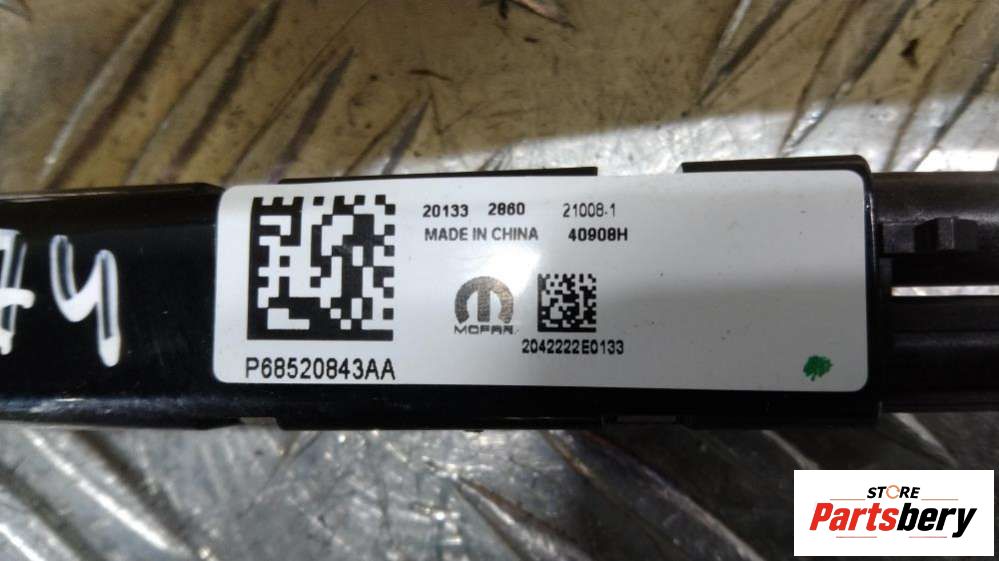 20133 2860 21008-1
MADE IN CHINA 40908H
MOPAR
2042222E0133
P68520843AA
STORE
Partsbery